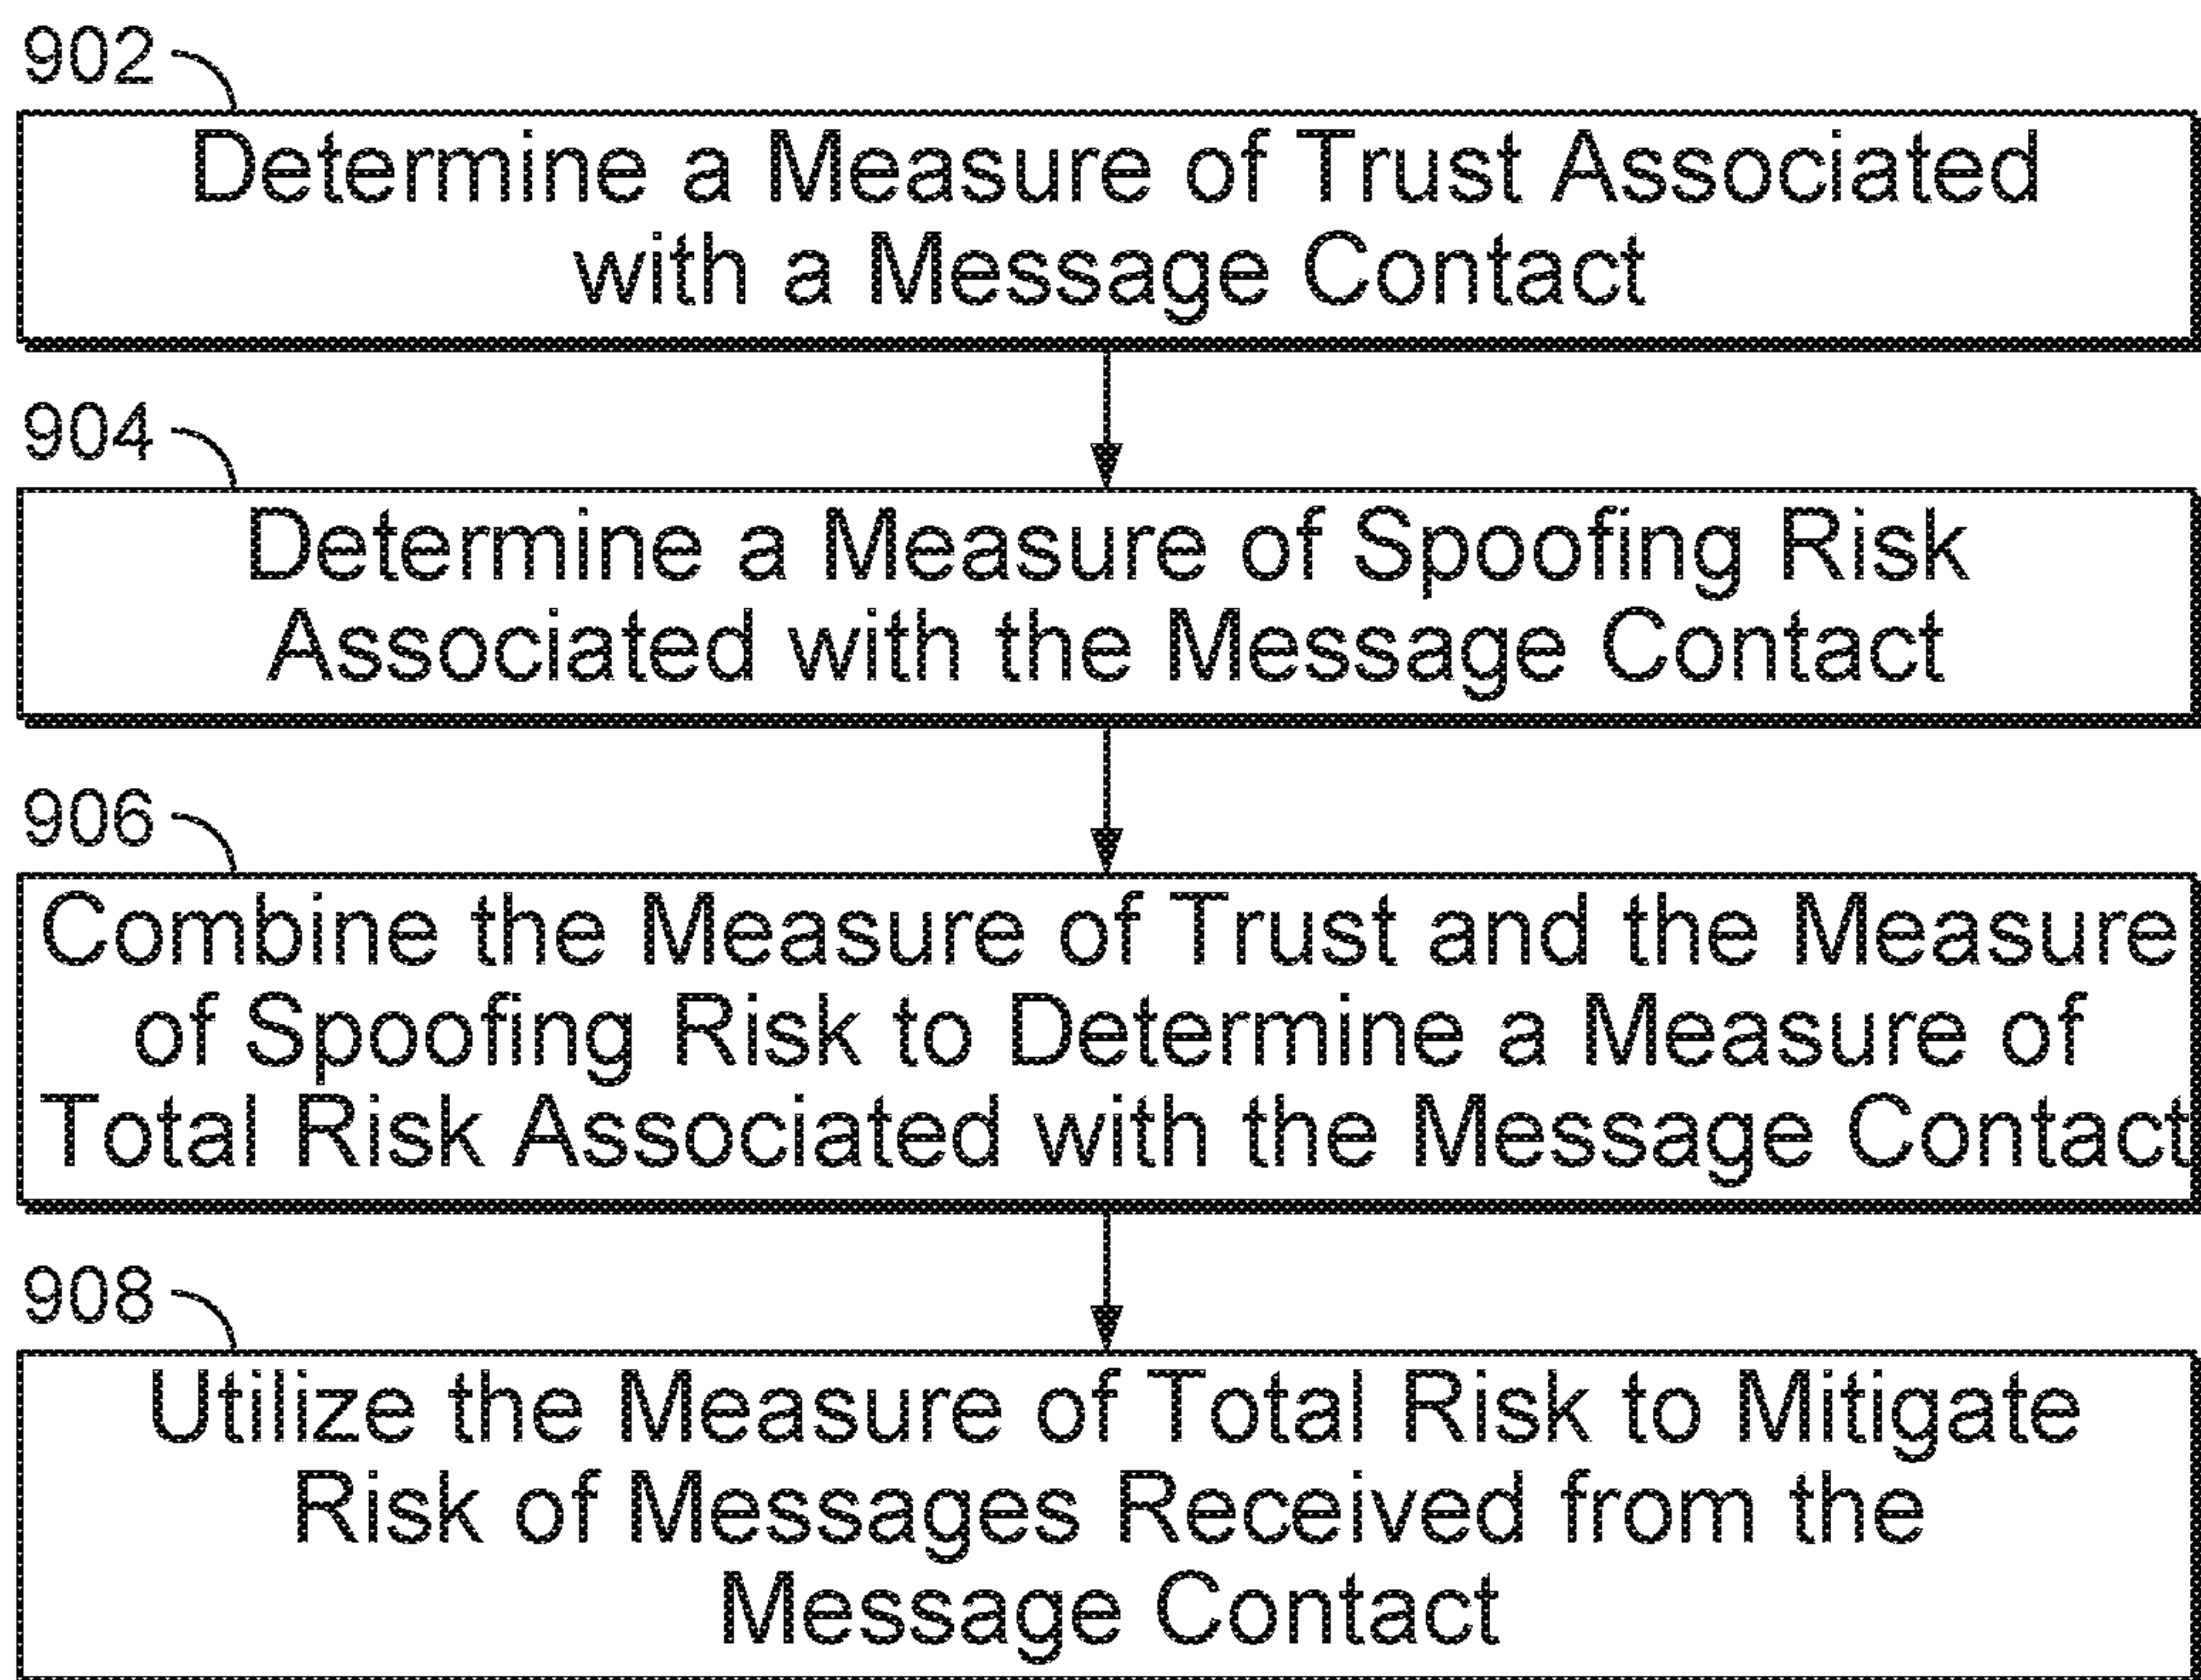 902
Determine a Measure of Trust Associated
with a Message Contact
904
Determine a Measure of Spoofing Risk
Associated with the Message Contact
906
Combine the Measure of Trust and the Measure
of Spoofing Risk to Determine a Measure of
Total Risk Associated with the Message Contact
908
Utilize the Measure of Total Risk to Mitigate
Risk of Messages Received from the
Message Contact